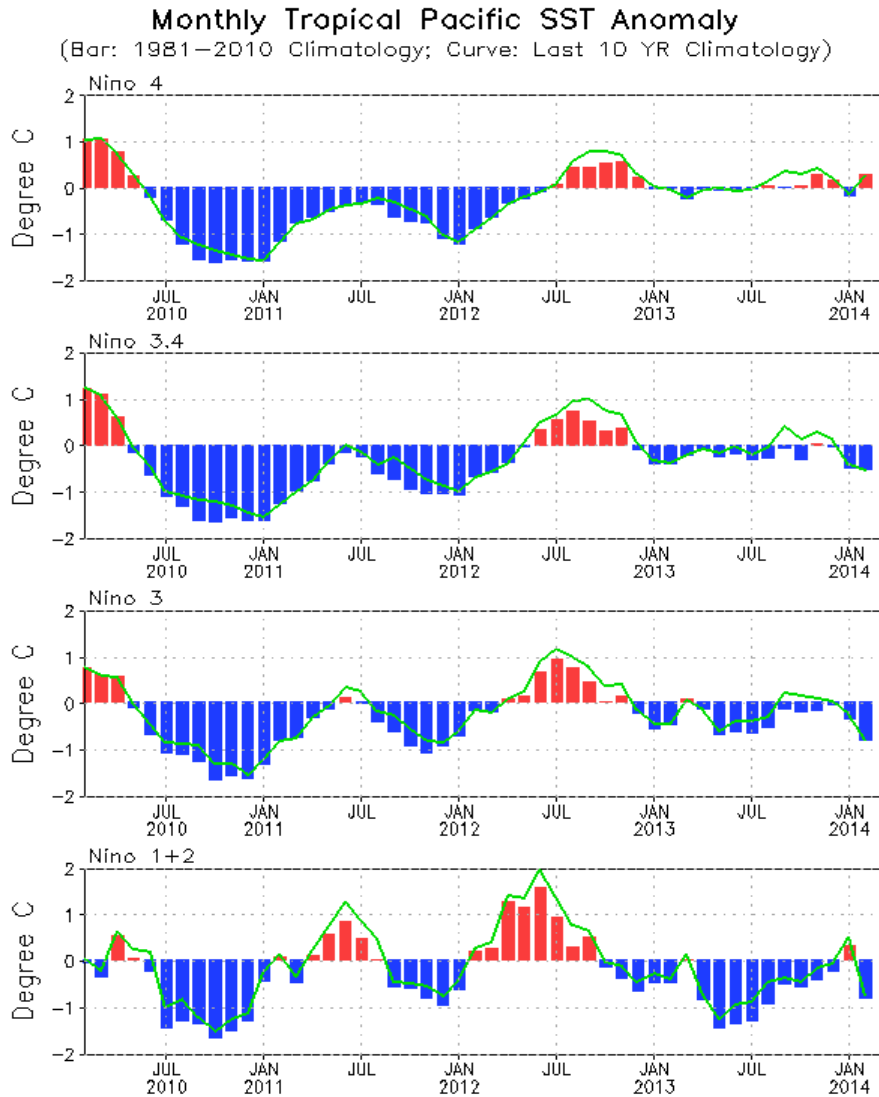 Monthly Tropical Pacific SST Anomaly
(Bar: 1981-2010 Climatology; Curve: Last 10 YR Climatology)
Nino 4
Degree C
2
1
0
-1
-2
JUL JAN JUL JAN JUL JAN JUL JAN
2010 2011 2012 2013 2014
Nino 3.4
Degree C
2
1
0
-1
-2
JUL JAN JUL JAN JUL JAN JUL JAN
2010 2011 2012 2013 2014
Nino 3
Degree C
2
1
0
-1
-2
JUL JAN JUL JAN JUL JAN JUL JAN
2010 2011 2012 2013 2014
Nino 1+2
Degree C
2
1
0
-1
-2
JUL JAN JUL JAN JUL JAN JUL JAN
2010 2011 2012 2013 2014